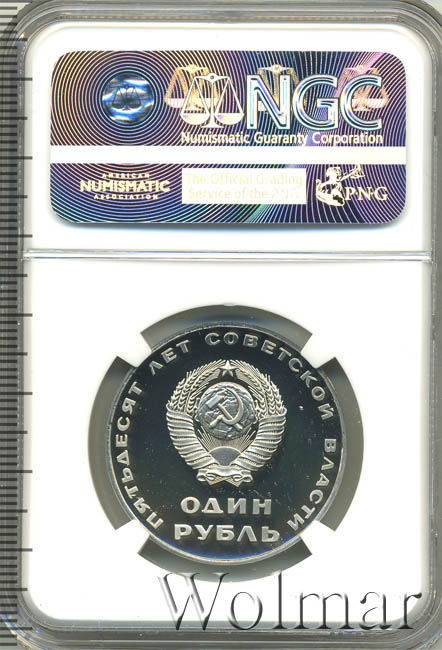 NGC
Numismatic Guaranty Corporation
AMERICAN
NUMISMATIC
ASSOCIATION
The Official Grading
Service of the
PNG
ПЯТЬДЕСЯТ ЛЕТ СОВЕТСКОЙ ВЛАСТИ
ОДИН
РУБЛЬ
Wolmar